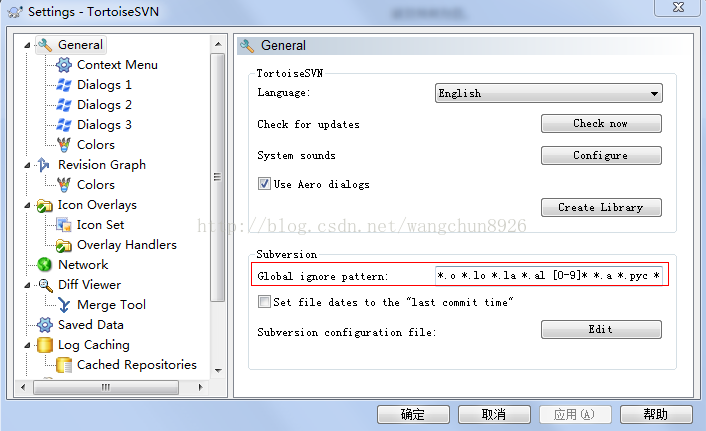 Settings - TortoiseSVN
General
Context Menu
Dialogs 1
Dialogs 2
Dialogs 3
Colors
Revision Graph
Colors
Icon Overlays
Icon Set
Overlay Handlers
Network
Diff Viewer
Merge Tool
Saved Data
Log Caching
Cached Repositories
General
TortoiseSVN
Language: English
Check for updates Check now
System sounds Configure
Use Aero dialogs
Create Library
http://blog.csdn.net/wangchun8926
Subversion
Global ignore pattern: *.o *.lo *.la *.al [0-9]* *.a *.pyc *
Set file dates to the "last commit time"
Subversion configuration file: Edit
确定 取消 应用(A) 帮助